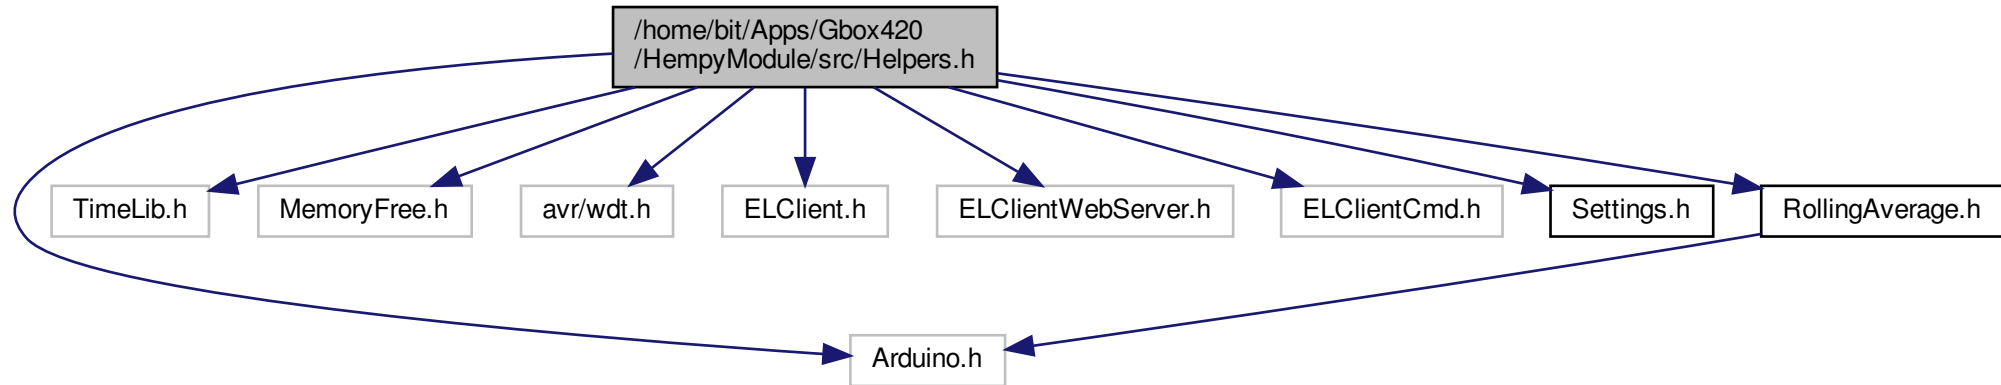 /home/bit/Apps/Gbox420
/HempyModule/src/Helpers.h
TimeLib.h
MemoryFree.h
avr/wdt.h
ELClient.h
ELClientWebServer.h
ELClientCmd.h
Settings.h
RollingAverage.h
Arduino.h